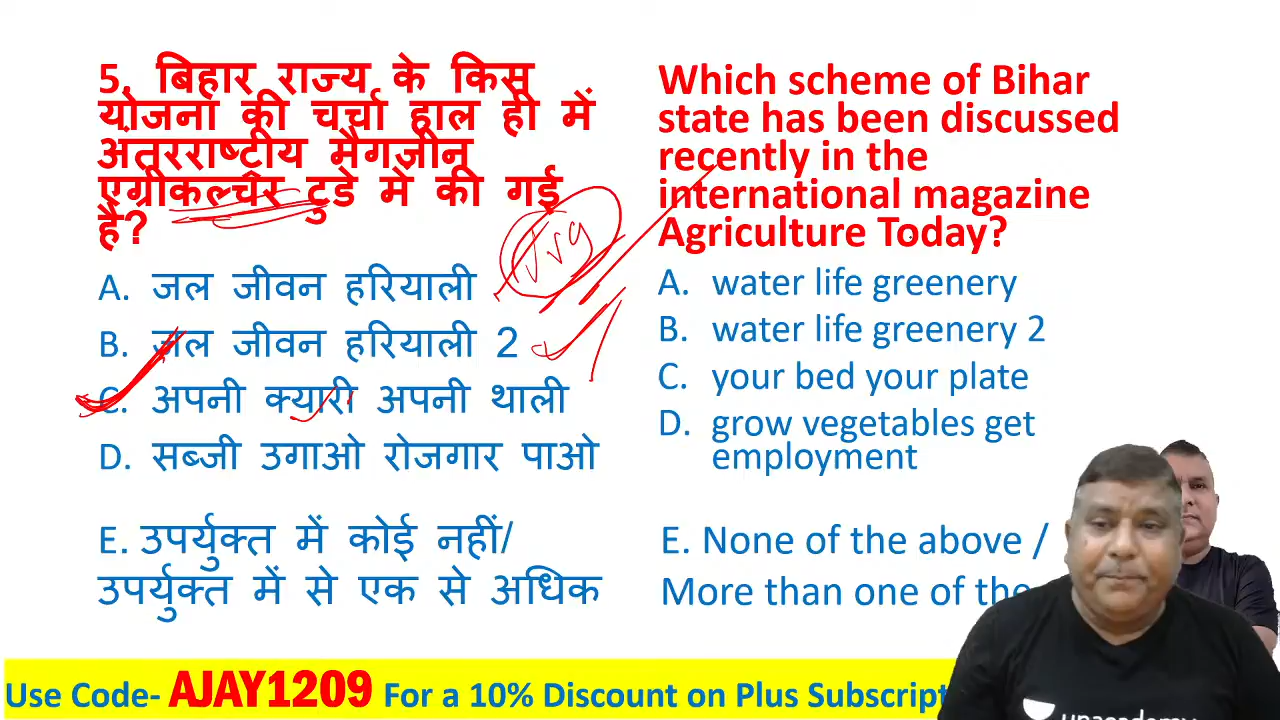 5. बिहार राज्य के किस
योजना की चर्चा हाल ही में
अंतरराष्ट्रीय मैगज़ीन
एग्रीकल्चर टुडे में की गई
है?
A. जल जीवन हरियाली
B. जल जीवन हरियाली 2
C. अपनी क्यारी अपनी थाली
D. सब्जी उगाओ रोजगार पाओ
E. उपर्युक्त में कोई नहीं/
उपर्युक्त में से एक से अधिक
Which scheme of Bihar
state has been discussed
recently in the
international magazine
Agriculture Today?
A. water life greenery
B. water life greenery 2
C. your bed your plate
D. grow vegetables get
employment
E. None of the above /
More than one of the
Use Code- AJAY1209 For a 10% Discount on Plus Subscript